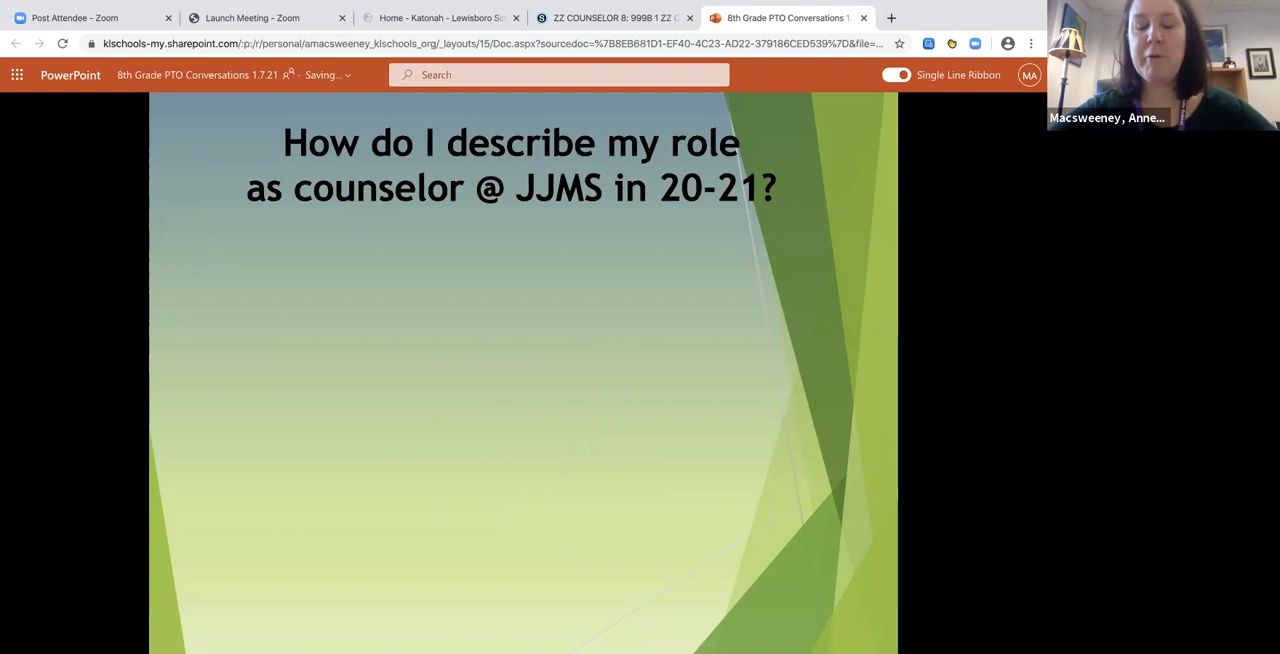 Post Attendee - Zoom
Launch Meeting - Zoom
Home - Katonah - Lewisboro Sc
ZZ COUNSELOR 8: 999B 1 ZZ C
8th Grade PTO Conversations 1.
klschools-my.sharepoint.com/:p:/r/personal/amacsweeney_klschools_org/_layouts/15/Doc.aspx?sourcedoc=%7B8EB681D1-EF40-4C23-AD22-379186CED539%7D&file=...
PowerPoint
8th Grade PTO Conversations 1.7.21 - Saving...
Search
Single Line Ribbon
MA
Macsweeney, Anne...
How do I describe my role
as counselor @ JJMS in 20-21?